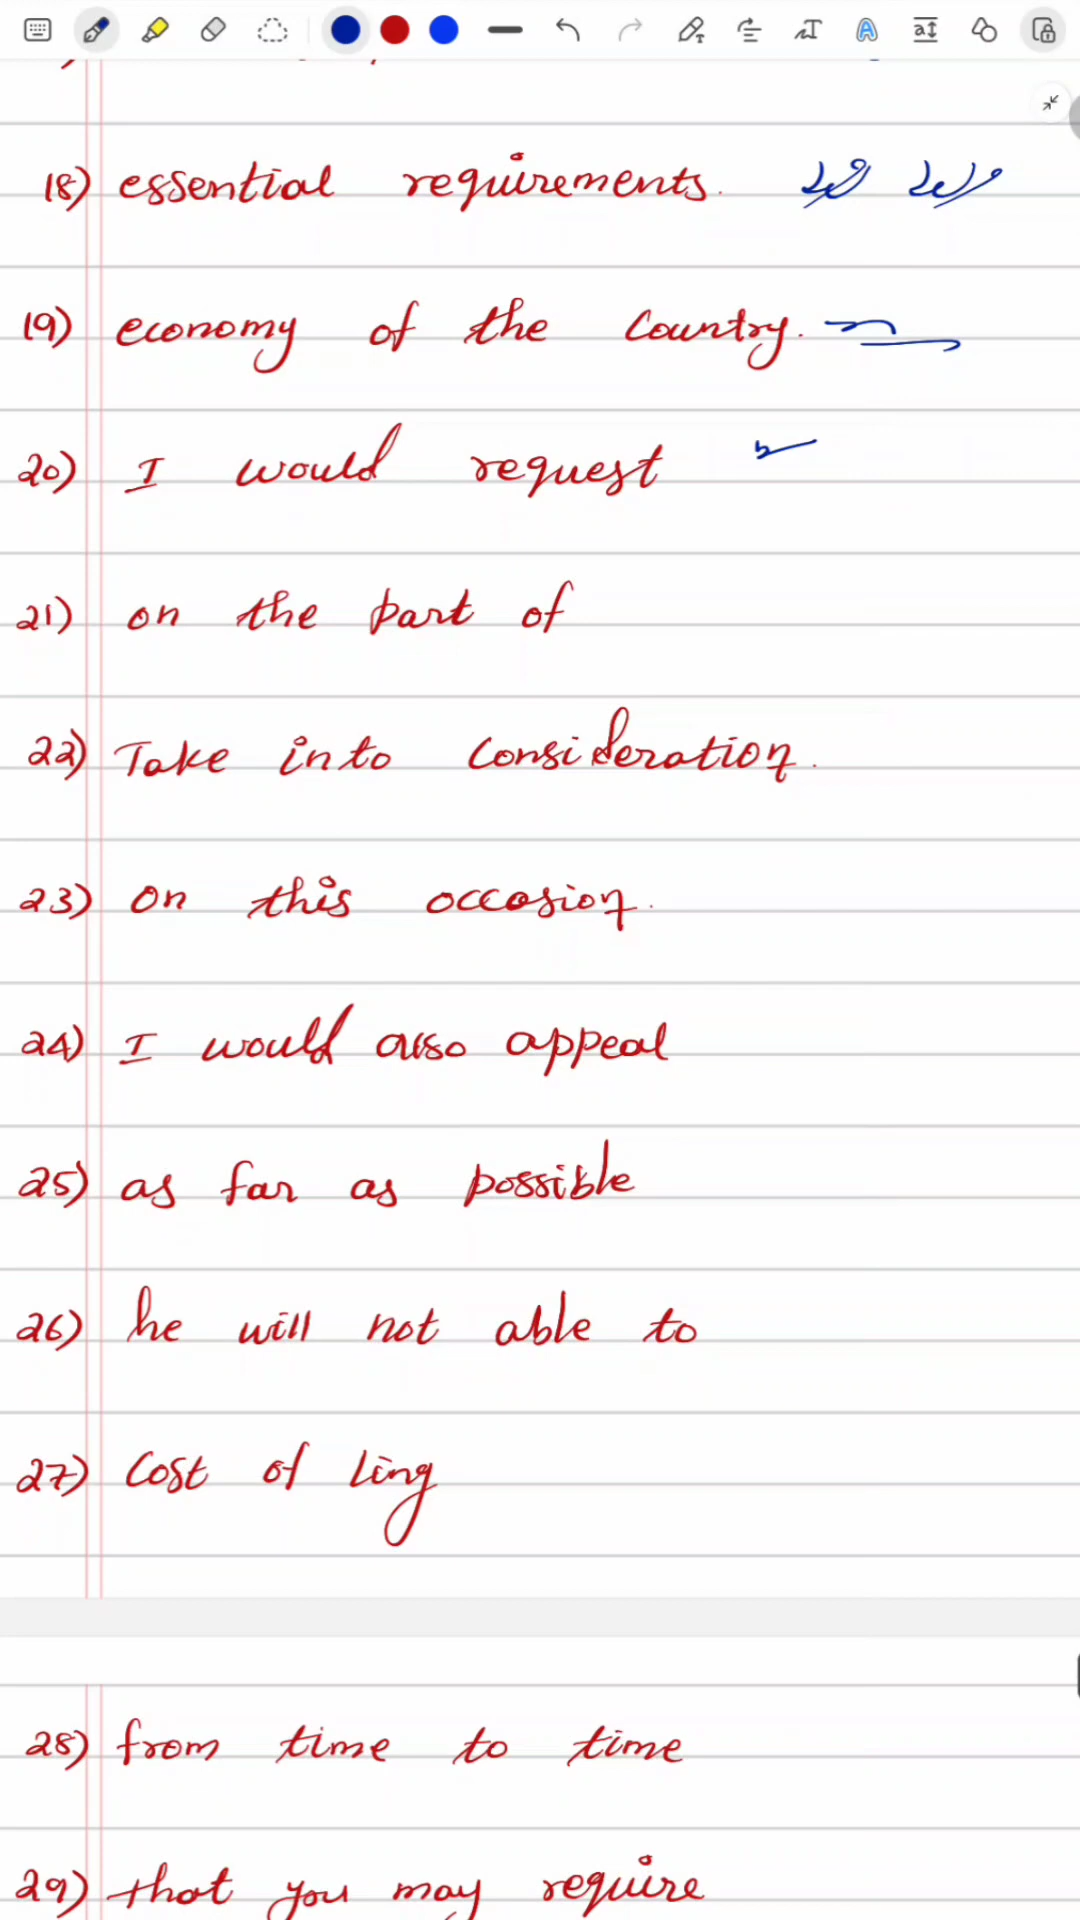 18) essential requirements.
19) economy of the Country.
20) I would request
21) on the part of
22) Take into Consideration.
23) On this occasion.
24) I would also appeal
25) as far as possible
26) he will not able to
27) Cost of Ling
28) from time to time
29) that you may require